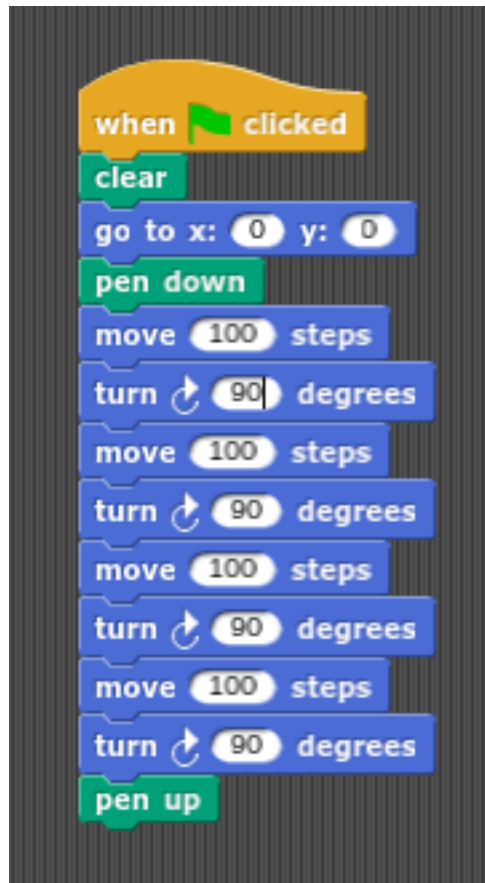 when clicked
clear
go to x: 0 y: 0
pen down
move 100 steps
turn 90 degrees
move 100 steps
turn 90 degrees
move 100 steps
turn 90 degrees
move 100 steps
turn 90 degrees
pen up